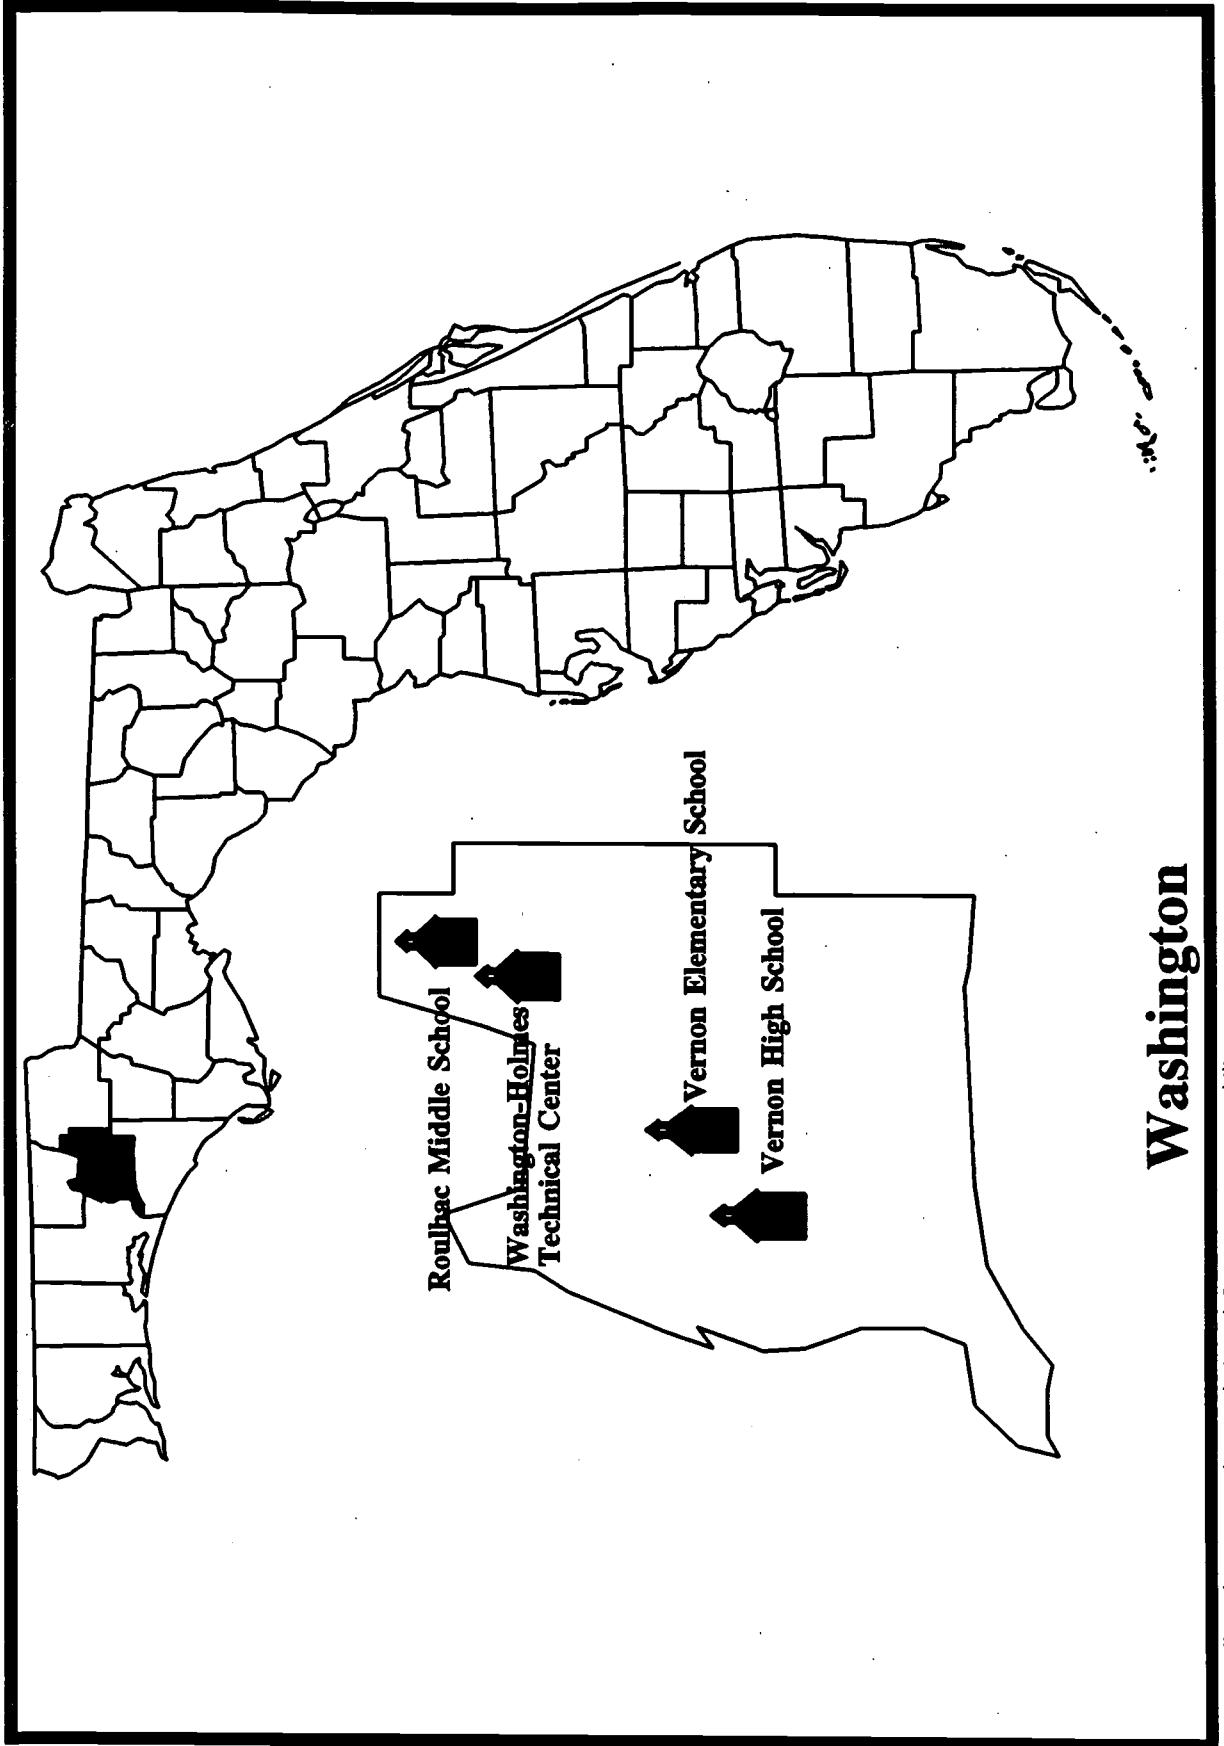 Roulhac Middle School
Washington-Holmes
Technical Center
Vernon Elementary School
Vernon High School
Washington